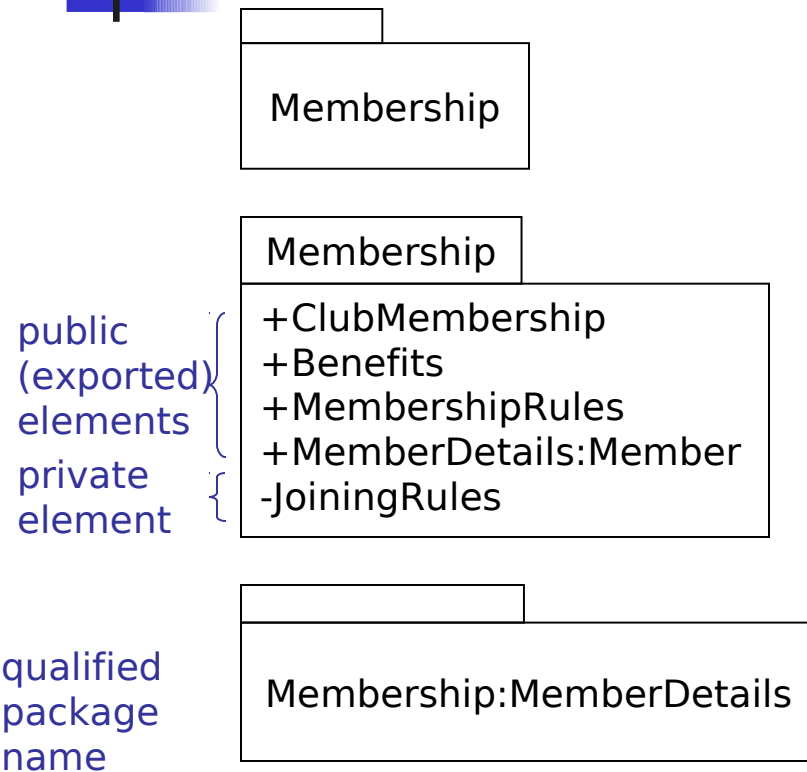 Membership
Membership
public
(exported)
elements
private
element
+ClubMembership
+Benefits
+MembershipRules
+MemberDetails:Member
-JoiningRules
qualified
package
name
Membership:MemberDetails